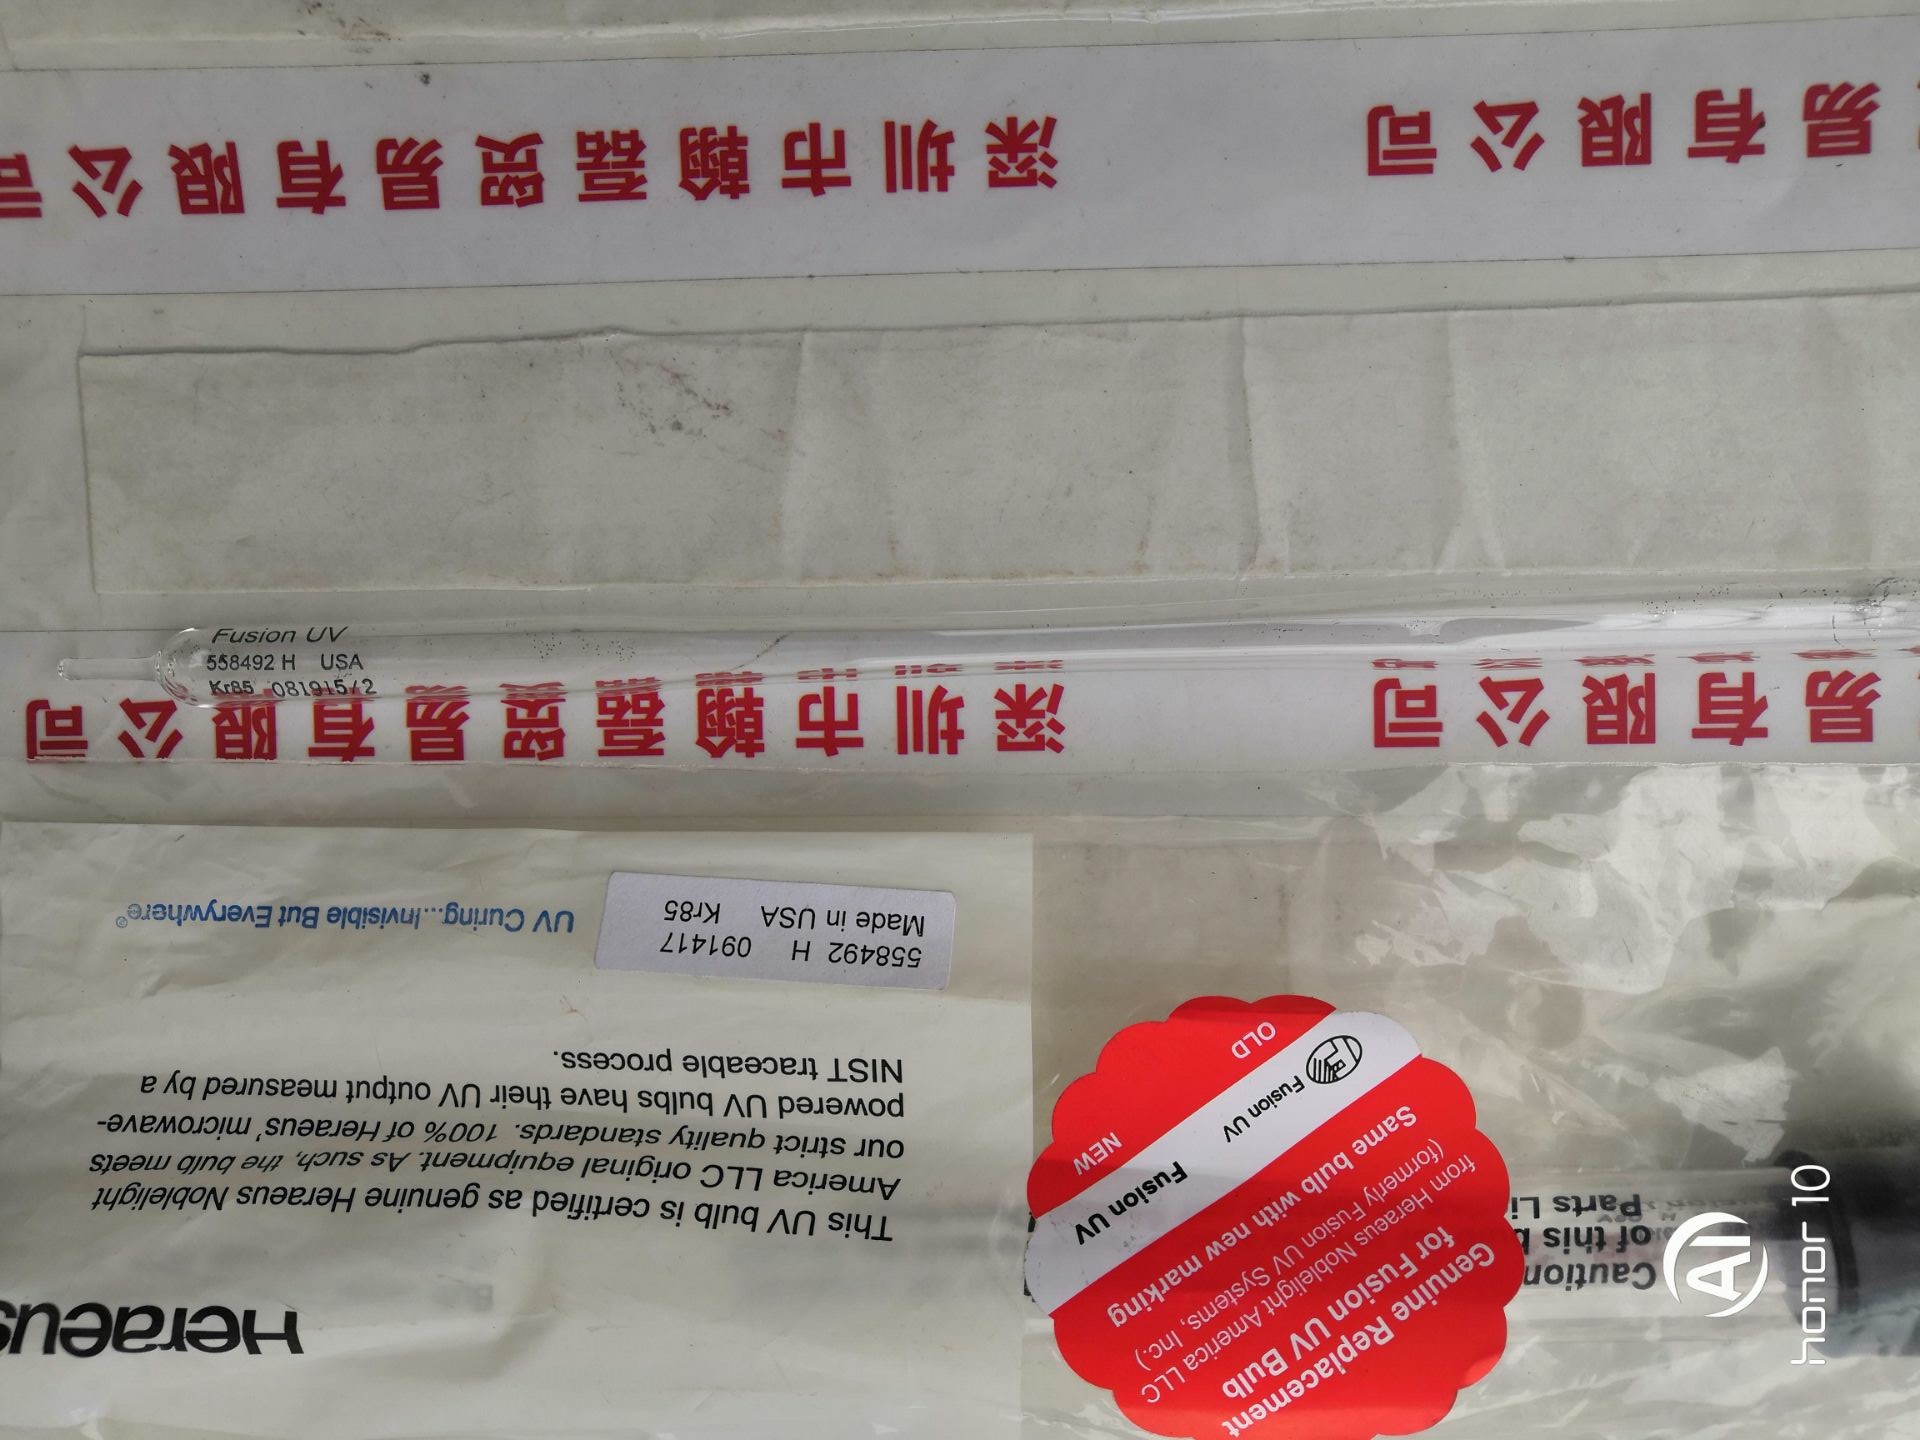 深圳市翰磊贸易有限公司
易有限公司
Fusion UV
558492 H USA
Kr85 081915/2
深圳市翰磊贸易有限公司
易有限公司
Heraeus
This UV bulb is certified as genuine Heraeus Noblelight
America LLC original equipment. As such, the bulb meets
our strict quality standards. 100% of Heraeus' microwave-
powered UV bulbs have their UV output measured by a
NIST traceable process.
558492 H 091417
Made in USA Kr85
UV Curing...Invisible But Everywhere®
Genuine Replacement
for Fusion UV Bulb
from Heraeus Noblelight America LLC
(formerly Fusion UV Systems, Inc.)
Same bulb with new marking
Fusion UV
NEW
Fusion UV
OLD
Caution
of this b
Parts Li
AI
honor 10